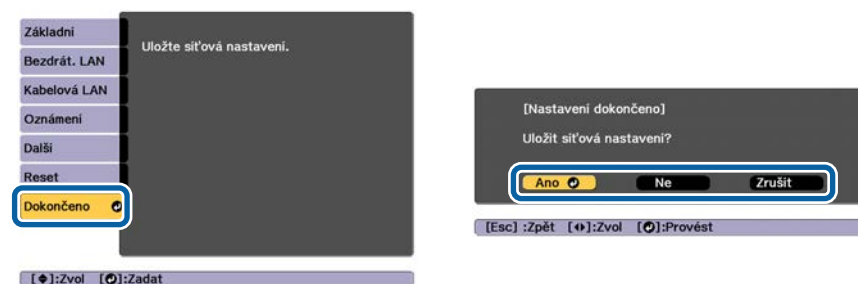 Základní
Bezdrát. LAN
Kabelová LAN
Oznámení
Další
Reset
Dokončeno
Uložte síťová nastavení.
[◆]:Zvol [↵]:Zadat
[Nastavení dokončeno]
Uložit síťová nastavení?
Ano Ne Zrušit
[Esc] :Zpět [◀▶]:Zvol [↵]:Provést